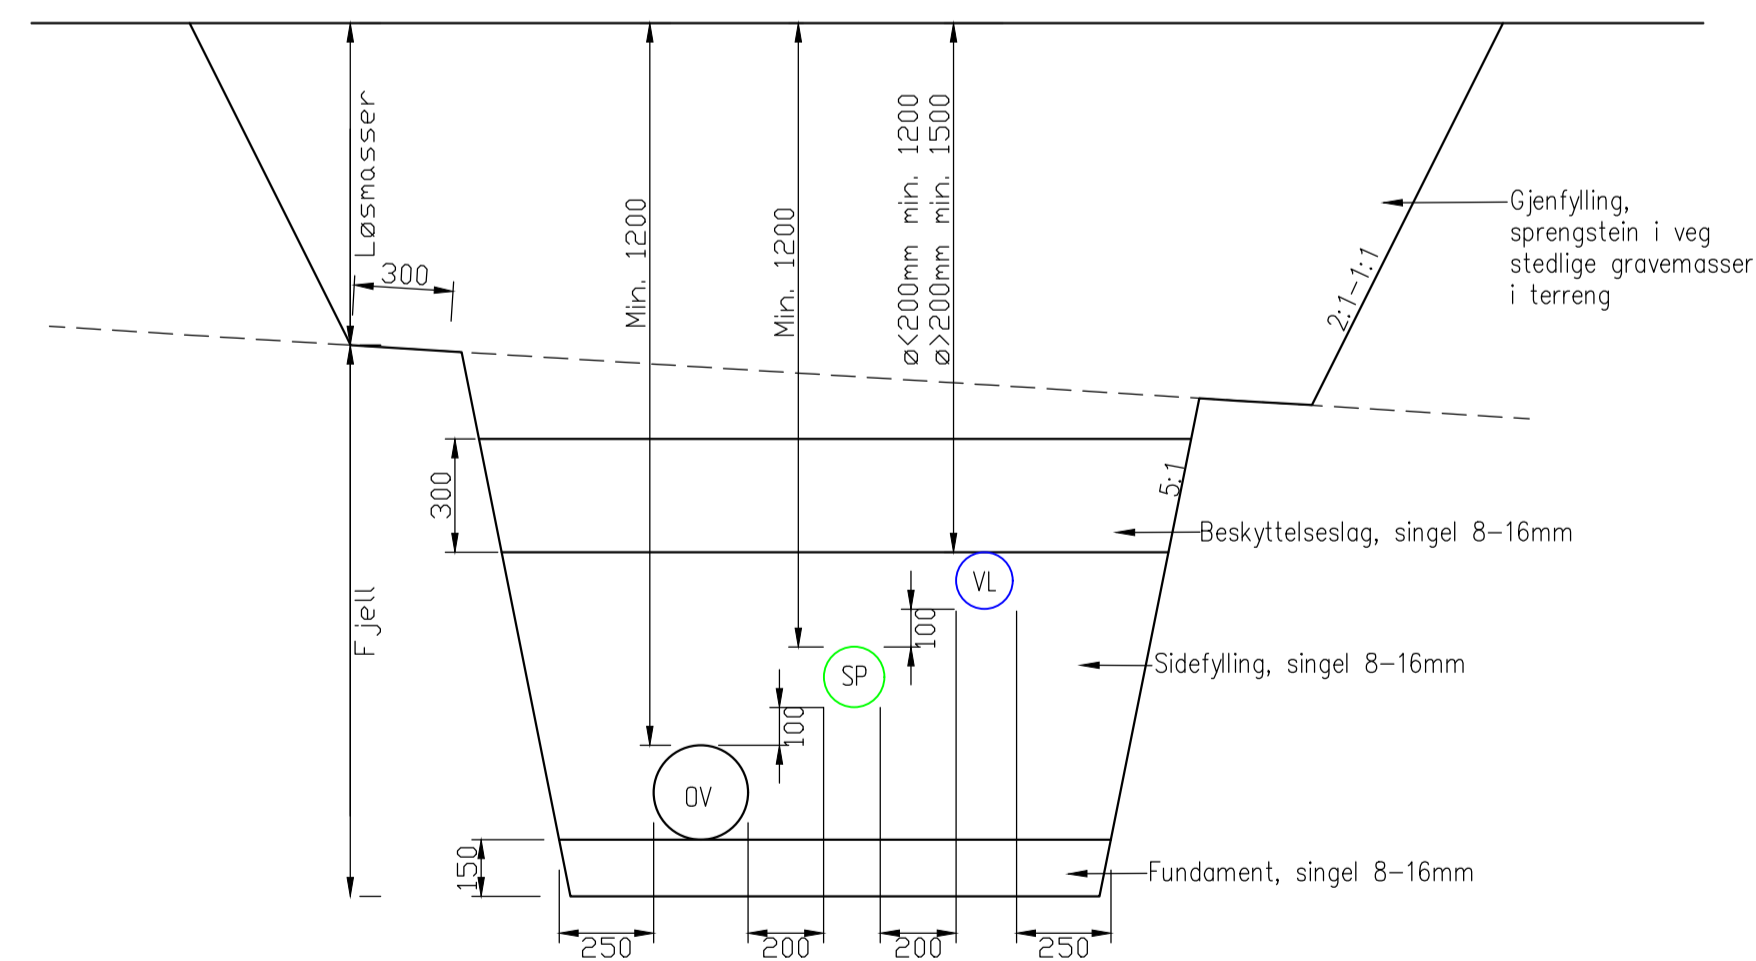 Løsmasser
300
Min. 1200
Min. 1200
ø<200mm min. 1200
ø>200mm min. 1500
2:1-1:1
Gjenfylling,
sprengstein i veg
stedlige gravemasser
i terreng
300
5:1
Beskyttelseslag, singel 8-16mm
VL
100
Fjell
SP
Sidefylling, singel 8-16mm
100
OV
150
Fundament, singel 8-16mm
250
200
200
250